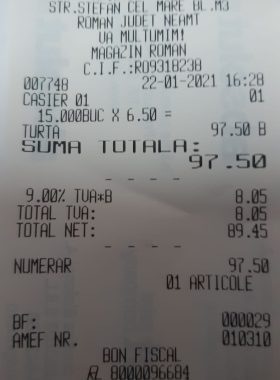 STR.STEFAN CEL MARE BL.M3
ROMAN JUDET NEAMT
VA MULTUMIM!
MAGAZIN ROMAN
C.I.F.:RO9318238
007748 22-01-2021 16:28
CASIER 01 01
15.000BUC X 6.50 =
TURTA 97.50 B
SUMA TOTALA:
97.50
- - - -
9.00% TVA*B 8.05
TOTAL TVA: 8.05
TOTAL NET: 89.45
- - - -
NUMERAR 97.50
01 ARTICOLE
BF: 000029
AMEF NR. 010310
BON FISCAL
8000096684